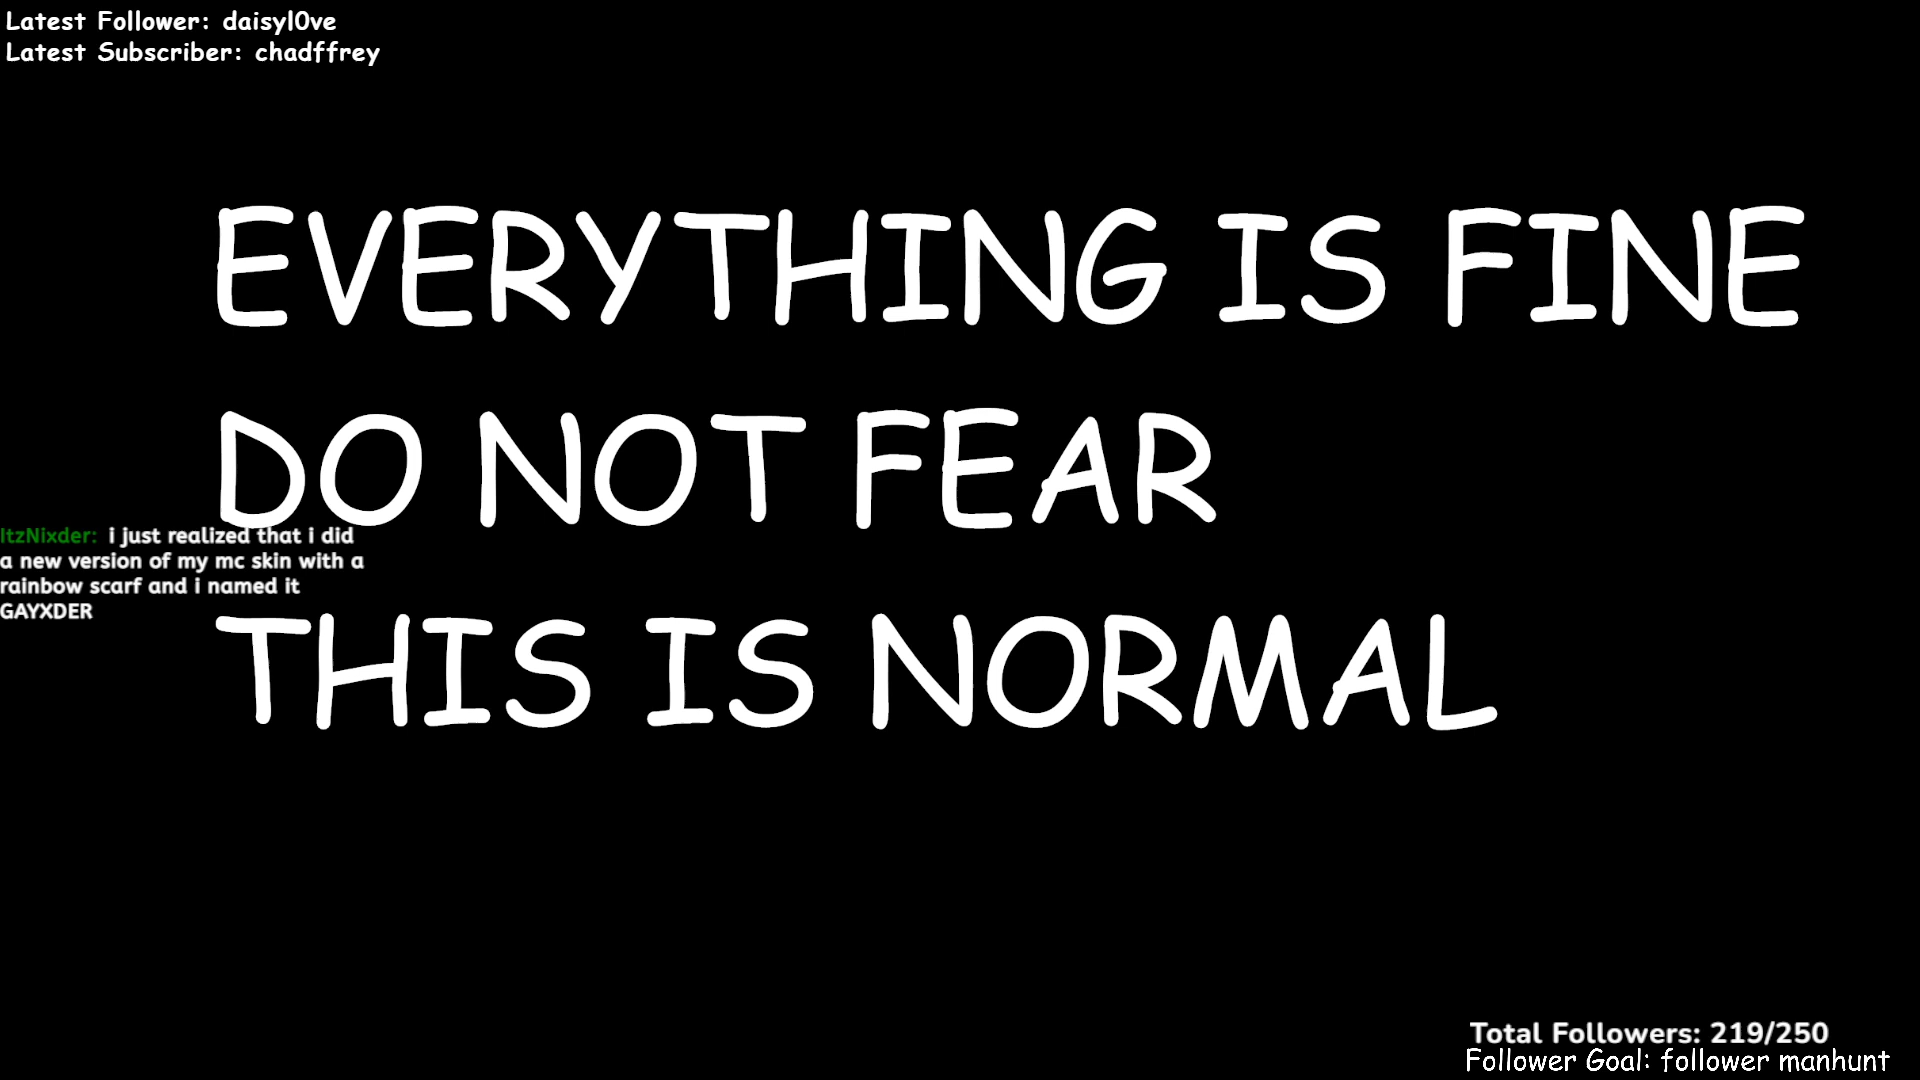 Latest Follower: daisyl0ve
Latest Subscriber: chadffrey
EVERYTHING IS FINE
DO NOT FEAR
ItzNixder: i just realized that i did
a new version of my mc skin with a
rainbow scarf and i named it
GAYXDER
THIS IS NORMAL
Total Followers: 219/250
Follower Goal: follower manhunt